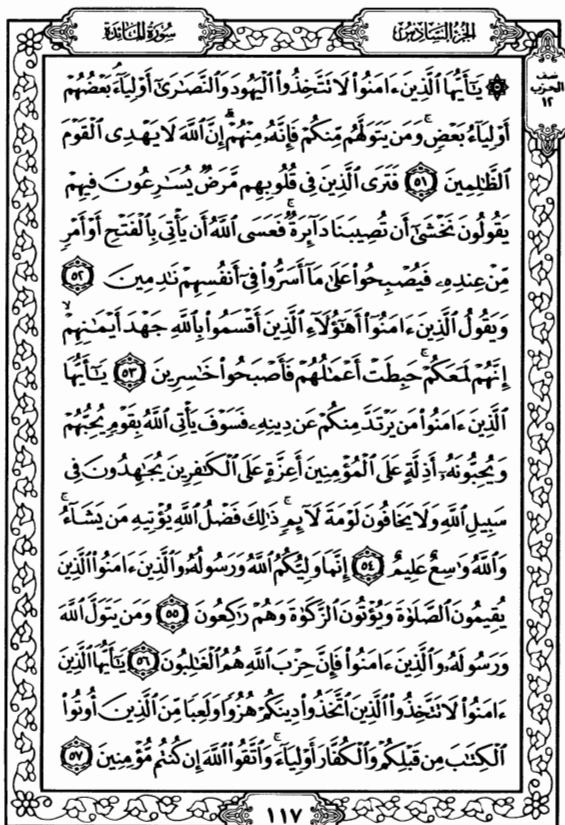 سُورَةُ المَائدَة
الجزء السادس
نصف
الحزب
١٢
۞ يَٰٓأَيُّهَا ٱلَّذِينَ ءَامَنُوا۟ لَا تَتَّخِذُوا۟ ٱلْيَهُودَ وَٱلنَّصَٰرَىٰٓ أَوْلِيَآءَۘ بَعْضُهُمْ
أَوْلِيَآءُ بَعْضٍۚ وَمَن يَتَوَلَّهُم مِّنكُمْ فَإِنَّهُۥ مِنْهُمْۗ إِنَّ ٱللَّهَ لَا يَهْدِى ٱلْقَوْمَ
ٱلظَّٰلِمِينَ ٥١ فَتَرَى ٱلَّذِينَ فِى قُلُوبِهِم مَّرَضٌ يُسَٰرِعُونَ فِيهِمْ
يَقُولُونَ نَخْشَىٰٓ أَن تُصِيبَنَا دَآئِرَةٌۚ فَعَسَى ٱللَّهُ أَن يَأْتِىَ بِٱلْفَتْحِ أَوْ أَمْرٍ
مِّنْ عِندِهِۦ فَيُصْبِحُوا۟ عَلَىٰ مَآ أَسَرُّوا۟ فِىٓ أَنفُسِهِمْ نَٰدِمِينَ ٥٢
وَيَقُولُ ٱلَّذِينَ ءَامَنُوٓا۟ أَهَٰٓؤُلَآءِ ٱلَّذِينَ أَقْسَمُوا۟ بِٱللَّهِ جَهْدَ أَيْمَٰنِهِمْۙ
إِنَّهُمْ لَمَعَكُمْۚ حَبِطَتْ أَعْمَٰلُهُمْ فَأَصْبَحُوا۟ خَٰسِرِينَ ٥٣ يَٰٓأَيُّهَا
ٱلَّذِينَ ءَامَنُوا۟ مَن يَرْتَدَّ مِنكُمْ عَن دِينِهِۦ فَسَوْفَ يَأْتِى ٱللَّهُ بِقَوْمٍ يُحِبُّهُمْ
وَيُحِبُّونَهُۥٓ أَذِلَّةٍ عَلَى ٱلْمُؤْمِنِينَ أَعِزَّةٍ عَلَى ٱلْكَٰفِرِينَ يُجَٰهِدُونَ فِى
سَبِيلِ ٱللَّهِ وَلَا يَخَافُونَ لَوْمَةَ لَآئِمٍۚ ذَٰلِكَ فَضْلُ ٱللَّهِ يُؤْتِيهِ مَن يَشَآءُۚ
وَٱللَّهُ وَٰسِعٌ عَلِيمٌ ٥٤ إِنَّمَا وَلِيُّكُمُ ٱللَّهُ وَرَسُولُهُۥ وَٱلَّذِينَ ءَامَنُوا۟ ٱلَّذِينَ
يُقِيمُونَ ٱلصَّلَوٰةَ وَيُؤْتُونَ ٱلزَّكَوٰةَ وَهُمْ رَٰكِعُونَ ٥٥ وَمَن يَتَوَلَّ ٱللَّهَ
وَرَسُولَهُۥ وَٱلَّذِينَ ءَامَنُوا۟ فَإِنَّ حِزْبَ ٱللَّهِ هُمُ ٱلْغَٰلِبُونَ ٥٦ يَٰٓأَيُّهَا ٱلَّذِينَ
ءَامَنُوا۟ لَا تَتَّخِذُوا۟ ٱلَّذِينَ ٱتَّخَذُوا۟ دِينَكُمْ هُزُوًا وَلَعِبًا مِّنَ ٱلَّذِينَ أُوتُوا۟
ٱلْكِتَٰبَ مِن قَبْلِكُمْ وَٱلْكُفَّارَ أَوْلِيَآءَۚ وَٱتَّقُوا۟ ٱللَّهَ إِن كُنتُم مُّؤْمِنِينَ ٥٧
١١٧